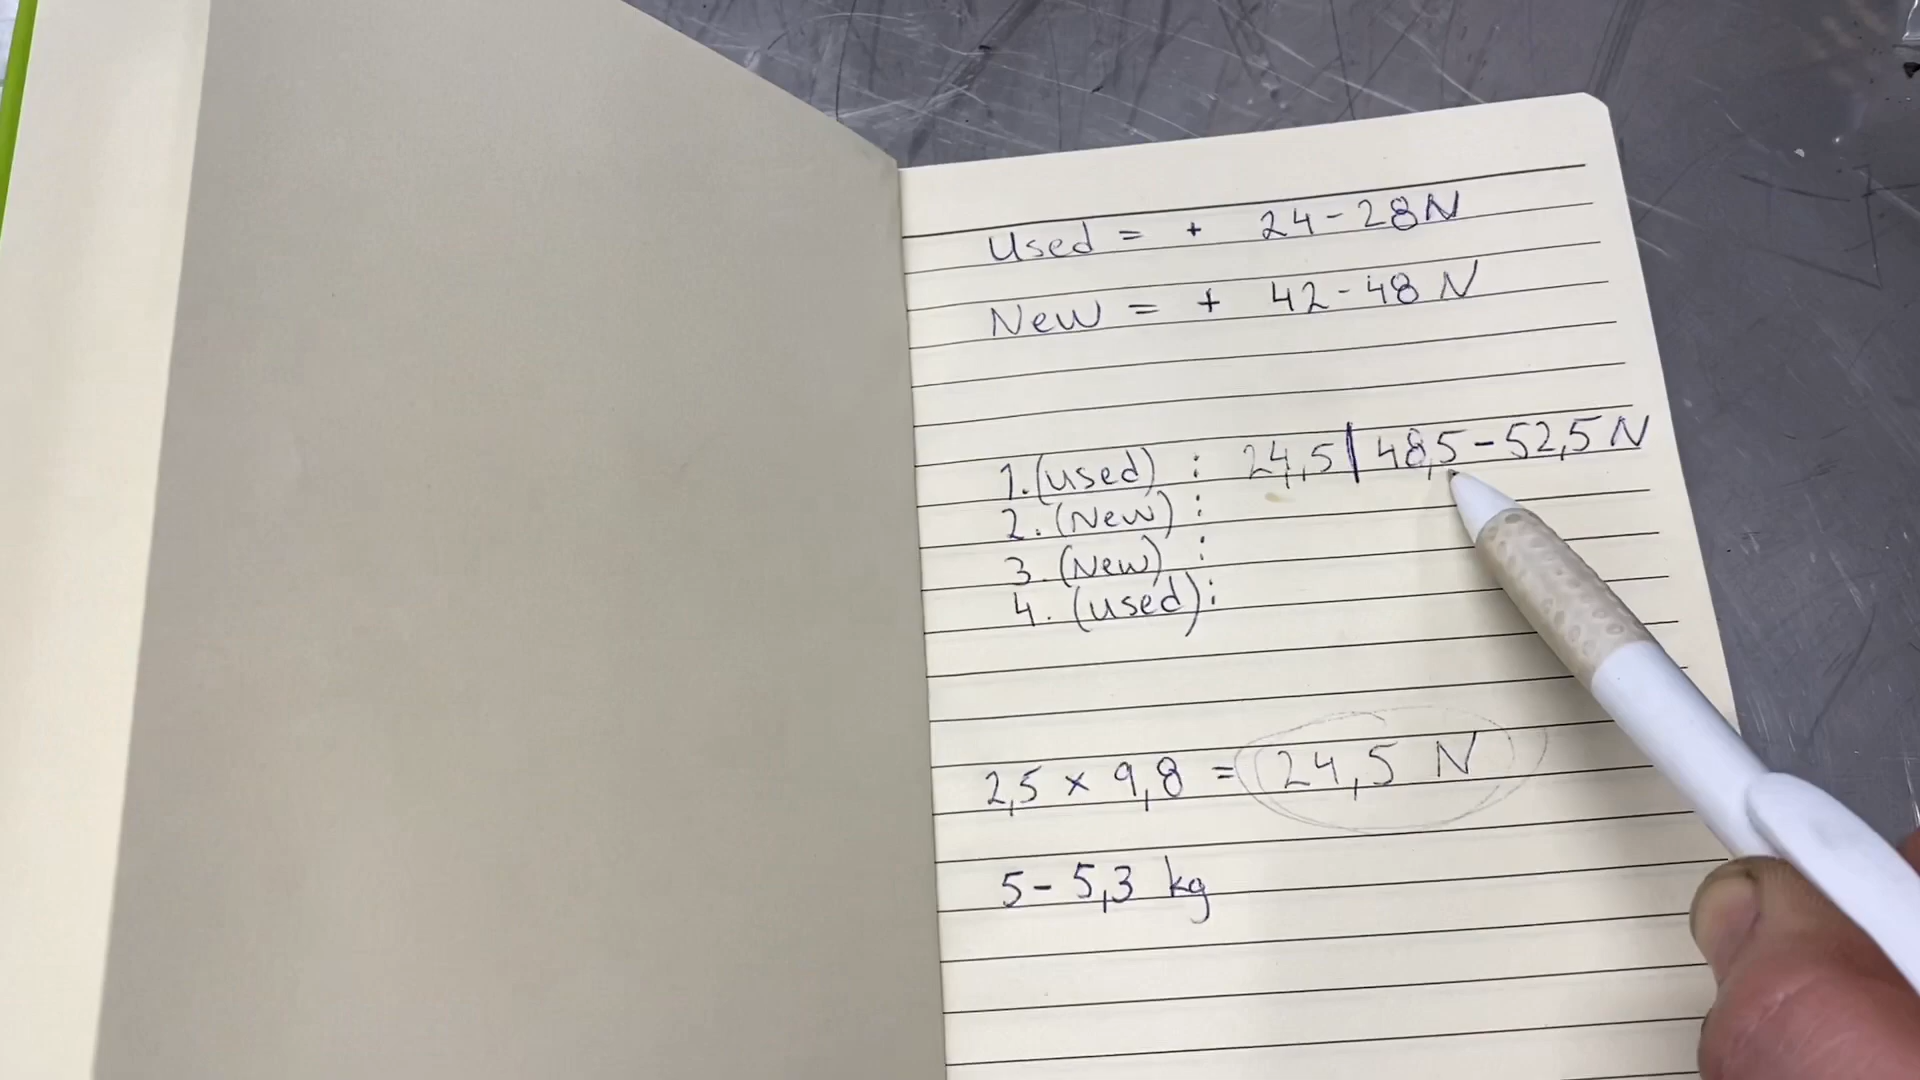 Used = + 24-28N
New = + 42-48 N
1. (used) : 24,5 | 48,5-52,5 N
2. (New) :
3. (New) :
4. (used) :
2,5 x 9,8 = 24,5 N
5- 5,3 kg